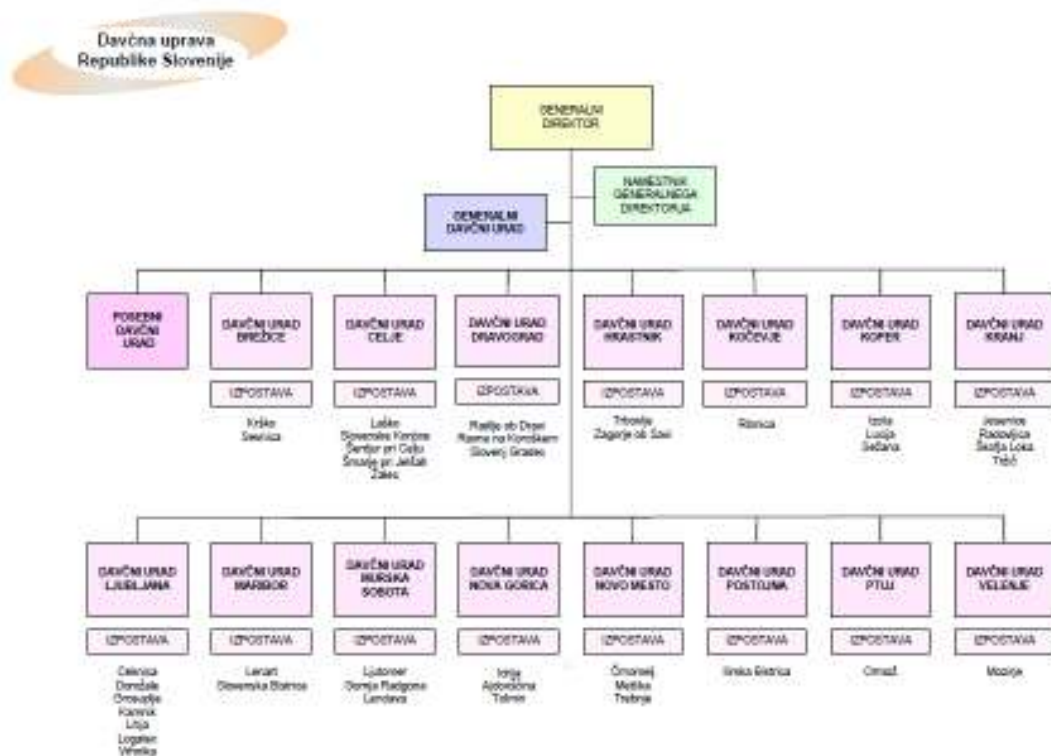 Davčna uprava
Republike Slovenije
GENERALNI
DIREKTOR
NAMESTNIK
GENERALNEGA
DIREKTORJA
GENERALNI
DAVČNI URAD
POSEBNI
DAVČNI
URAD
DAVČNI URAD
BREŽICE
DAVČNI URAD
CELJE
DAVČNI URAD
DRAVOGRAD
DAVČNI URAD
HRASTNIK
DAVČNI URAD
KOČEVJE
DAVČNI URAD
KOPER
DAVČNI URAD
KRANJ
IZPOSTAVA
IZPOSTAVA
IZPOSTAVA
IZPOSTAVA
IZPOSTAVA
IZPOSTAVA
IZPOSTAVA
Krško
Sevnica
Laško
Slovenske Konjice
Šentjur pri Celju
Šmarje pri Jelšah
Žalec
Radlje ob Dravi
Ravne na Koroškem
Slovenj Gradec
Trbovlje
Zagorje ob Savi
Ribnica
Izola
Lucija
Sežana
Jesenice
Radovljica
Škofja Loka
Tržič
DAVČNI URAD
LJUBLJANA
DAVČNI URAD
MARIBOR
DAVČNI URAD
MURSKA
SOBOTA
DAVČNI URAD
NOVA GORICA
DAVČNI URAD
NOVO MESTO
DAVČNI URAD
POSTOJNA
DAVČNI URAD
PTUJ
DAVČNI URAD
VELENJE
IZPOSTAVA
IZPOSTAVA
IZPOSTAVA
IZPOSTAVA
IZPOSTAVA
IZPOSTAVA
IZPOSTAVA
IZPOSTAVA
Cerknica
Domžale
Grosuplje
Kamnik
Litija
Logatec
Vrhnika
Lenart
Slovenska Bistrica
Ljutomer
Gornja Radgona
Lendava
Idrija
Ajdovščina
Tolmin
Črnomelj
Metlika
Trebnje
Ilirska Bistrica
Ormož
Mozirje